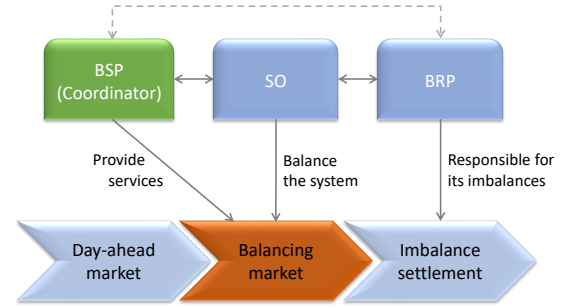 BSP
(Coordinator)
SO
BRP
Provide
services
Balance
the system
Responsible for
its imbalances
Day-ahead
market
Balancing
market
Imbalance
settlement